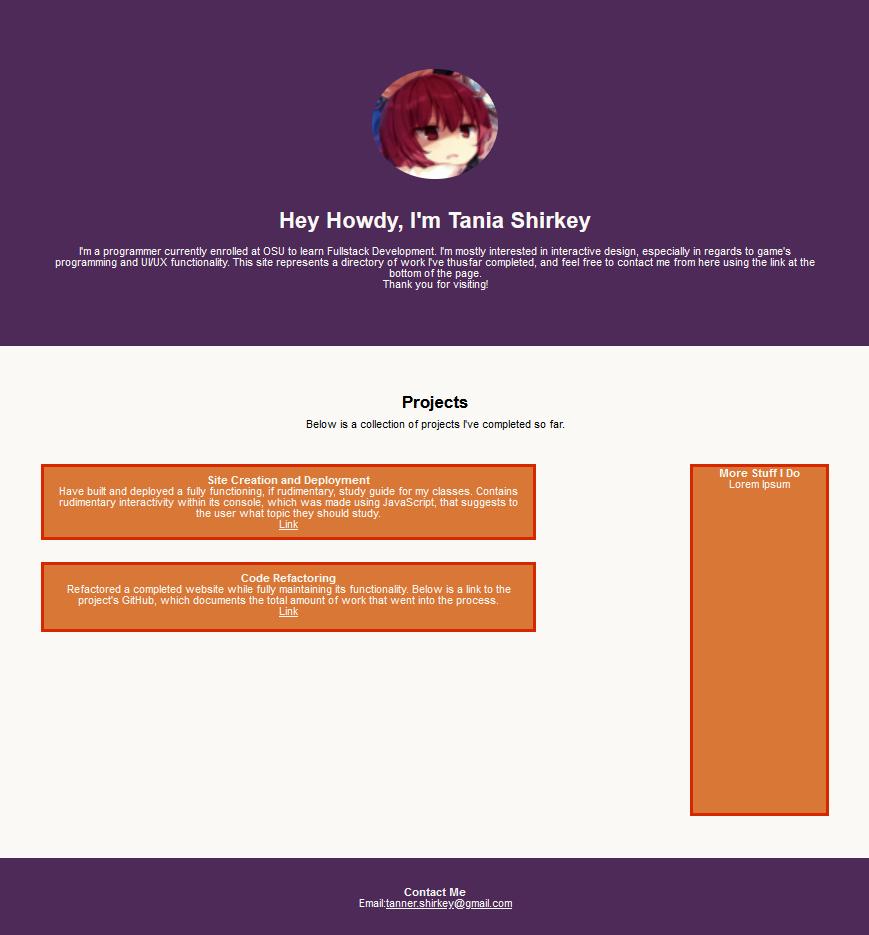 Hey Howdy, I'm Tania Shirkey
I'm a programmer currently enrolled at OSU to learn Fullstack Development. I'm mostly interested in interactive design, especially in regards to game's
programming and UI/UX functionality. This site represents a directory of work I've thusfar completed, and feel free to contact me from here using the link at the
bottom of the page.
Thank you for visiting!
Projects
Below is a collection of projects I've completed so far.
Site Creation and Deployment
Have built and deployed a fully functioning, if rudimentary, study guide for my classes. Contains
rudimentary interactivity within its console, which was made using JavaScript, that suggests to
the user what topic they should study.
Link
Code Refactoring
Refactored a completed website while fully maintaining its functionality. Below is a link to the
project's GitHub, which documents the total amount of work that went into the process.
Link
More Stuff I Do
Lorem Ipsum
Contact Me
Email:tanner.shirkey@gmail.com